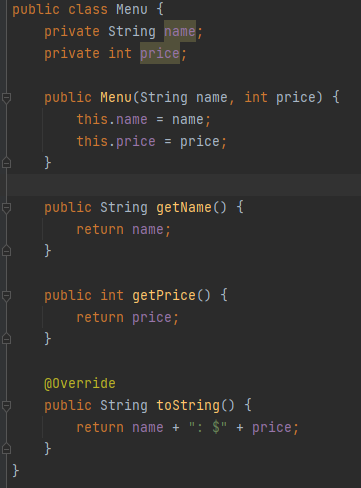 public class Menu {
    private String name;
    private int price;

    public Menu(String name, int price) {
        this.name = name;
        this.price = price;
    }

    public String getName() {
        return name;
    }

    public int getPrice() {
        return price;
    }

    @Override
    public String toString() {
        return name + ": $" + price;
    }
}